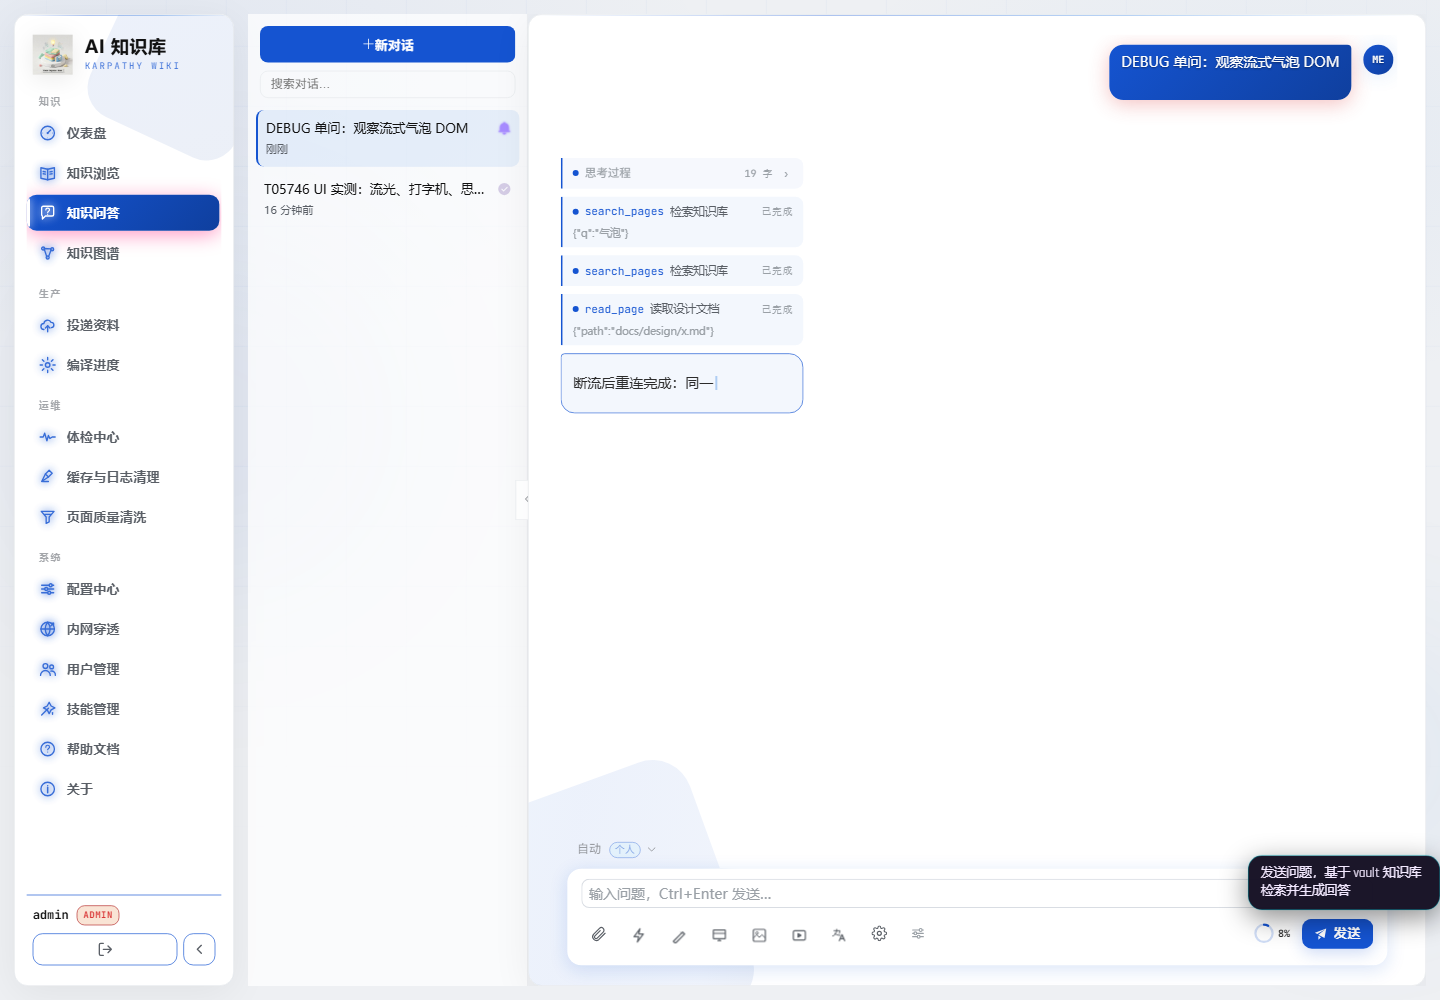 AI 知识库
KARPATHY WIKI
知识
仪表盘
知识浏览
知识问答
知识图谱
生产
投递资料
编译进度
运维
体检中心
缓存与日志清理
页面质量清洗
系统
配置中心
内网穿透
用户管理
技能管理
帮助文档
关于
admin ADMIN
+新对话
搜索对话...
DEBUG 单问：观察流式气泡 DOM
刚刚
T05746 UI 实测：流光、打字机、思...
16 分钟前
DEBUG 单问：观察流式气泡 DOM
ME
思考过程 19 字 ›
search_pages 检索知识库 已完成
{"q":"气泡"}
search_pages 检索知识库 已完成
read_page 读取设计文档 已完成
{"path":"docs/design/x.md"}
断流后重连完成：同一
自动 个人
输入问题，Ctrl+Enter 发送...
发送问题，基于 vault 知识库
检索并生成回答
8%
发送